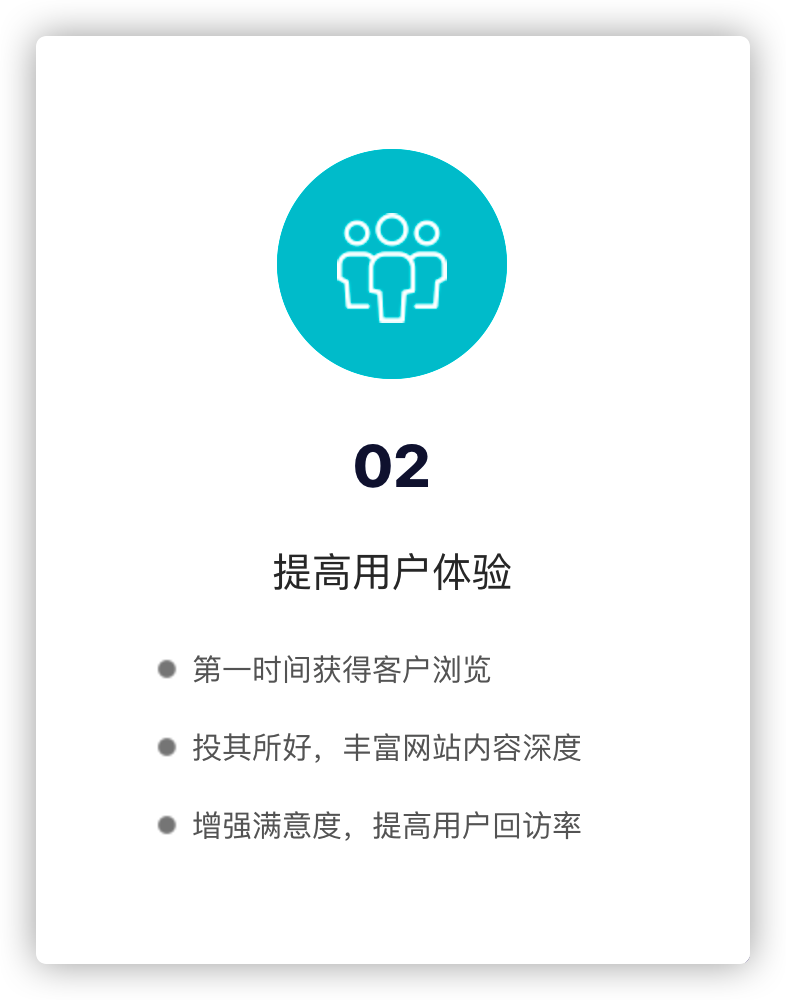 02
提高用户体验
第一时间获得客户浏览
投其所好，丰富网站内容深度
增强满意度，提高用户回访率